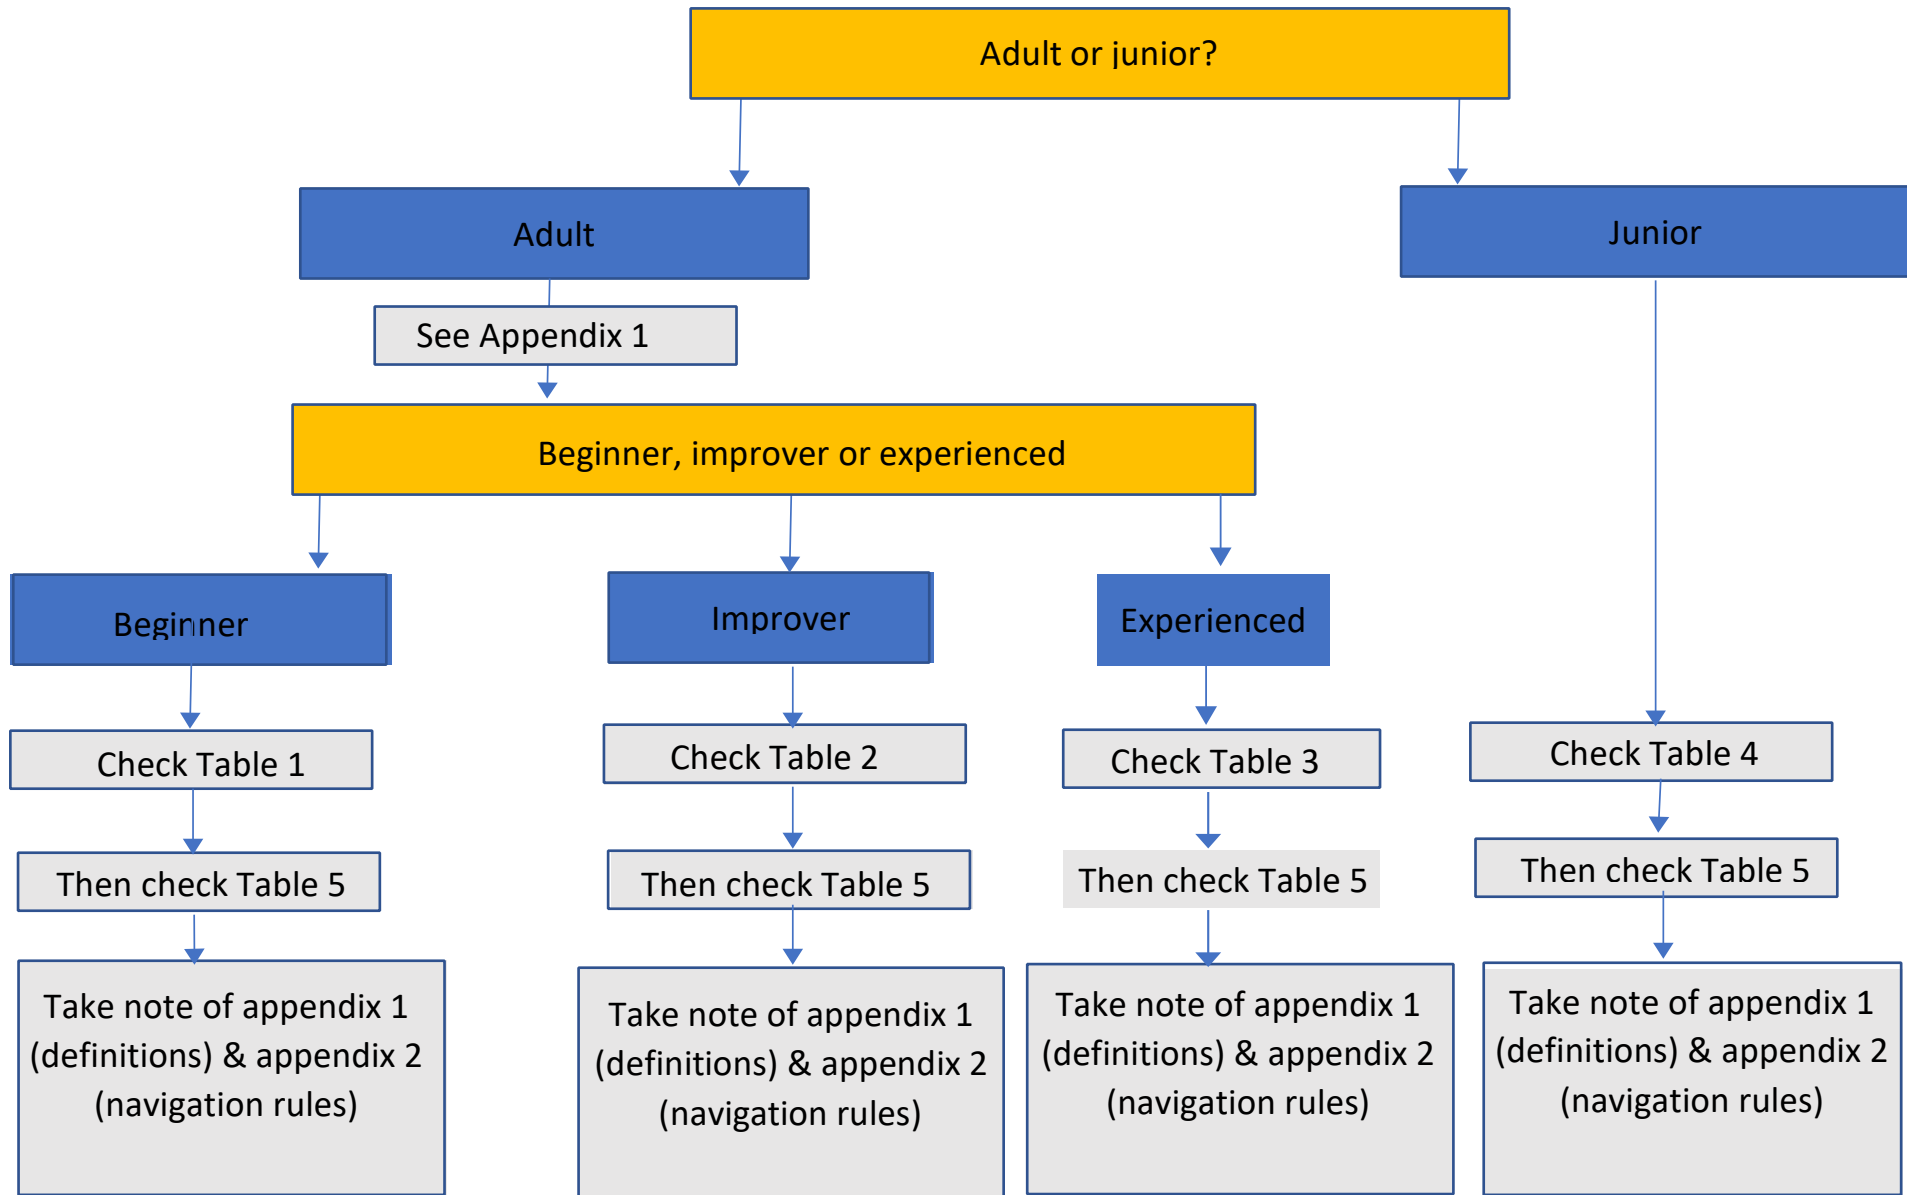 Adult or junior?
Adult
Junior
See Appendix 1
Beginner, improver or experienced
Beginner
Improver
Experienced
Check Table 1
Check Table 2
Check Table 3
Check Table 4
Then check Table 5
Then check Table 5
Then check Table 5
Then check Table 5
Take note of appendix 1
(definitions) & appendix 2
(navigation rules)
Take note of appendix 1
(definitions) & appendix 2
(navigation rules)
Take note of appendix 1
(definitions) & appendix 2
(navigation rules)
Take note of appendix 1
(definitions) & appendix 2
(navigation rules)